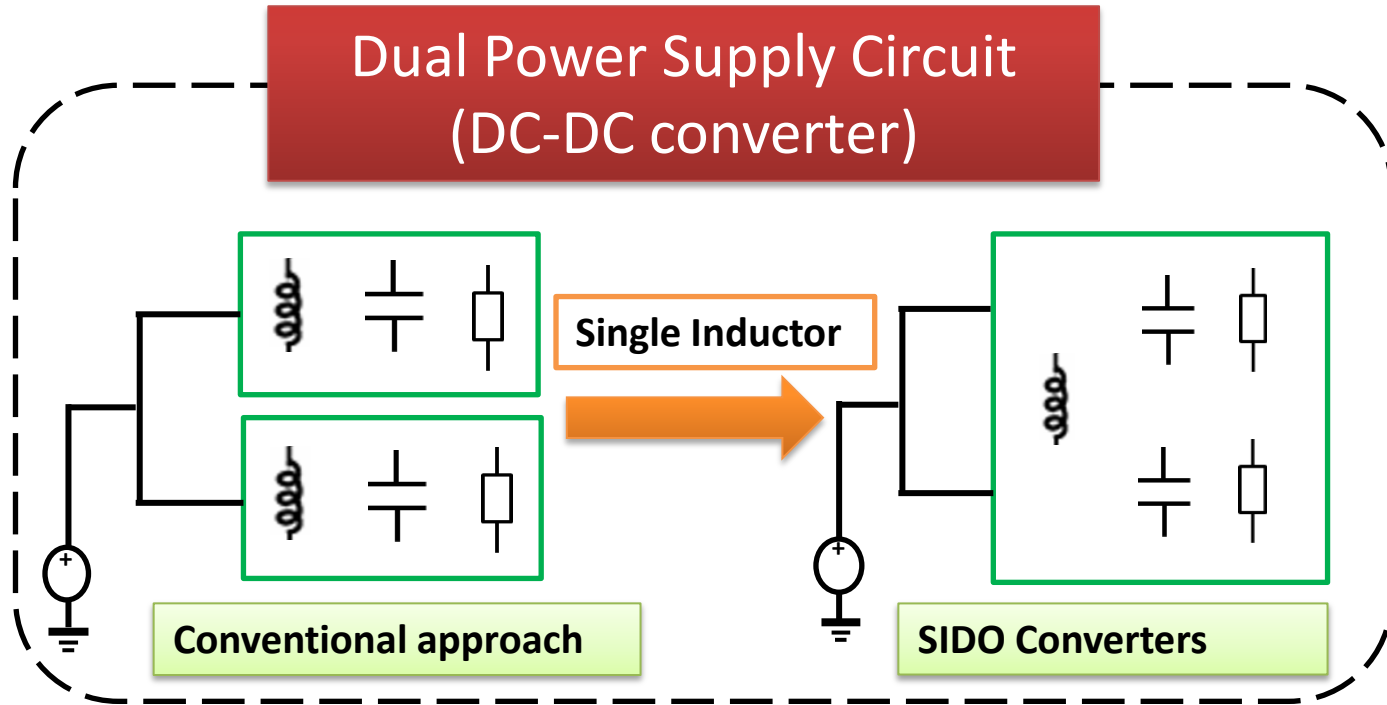 Dual Power Supply Circuit
(DC-DC converter)
Single Inductor
+
+
Conventional approach
SIDO Converters